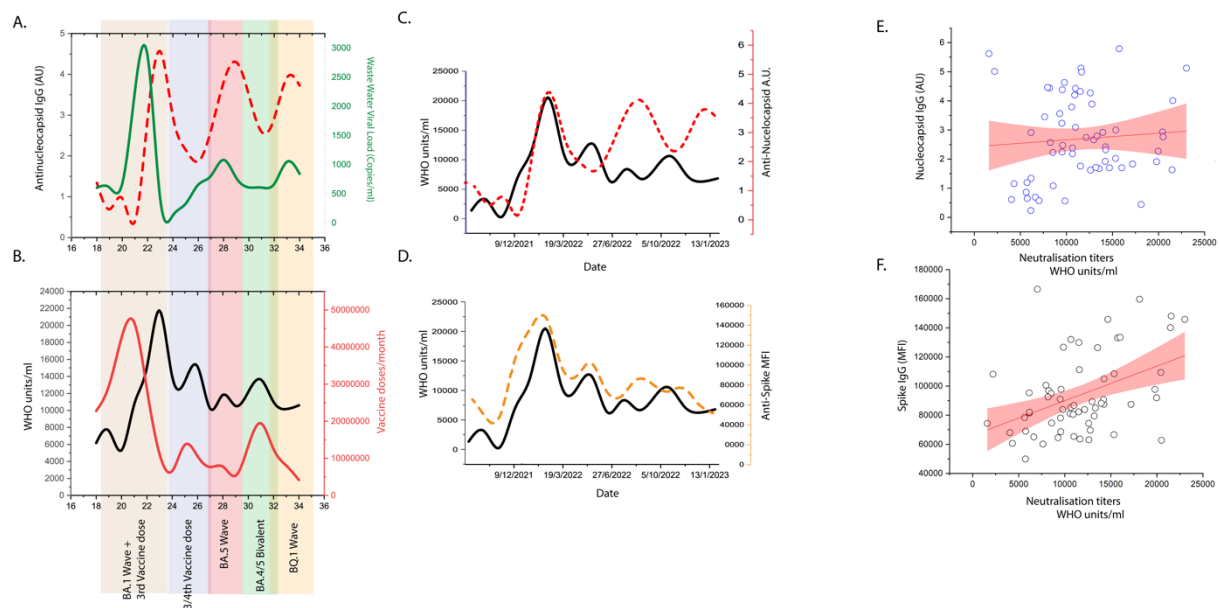 A.
5
4
3
2
1
0
Antinucleocapsid IgG (AU)
3000
2500
2000
1500
1000
500
0
Waste Water Viral Load (Copies/ml)
16 18 20 22 24 26 28 30 32 34 36
B.
24000
22000
20000
18000
16000
14000
12000
10000
8000
6000
4000
2000
0
WHO units/ml
50000000
40000000
30000000
20000000
10000000
0
Vaccine doses/month
16 18 20 22 24 26 28 30 32 34 36
BA.1 Wave +
3rd Vaccine dose
3/4th Vaccine dose
BA.5 Wave
BA.4/5 Bivalent
BQ.1 Wave
C.
20000
15000
10000
5000
0
WHO units/ml
6
5
4
3
2
1
0
Anti-Nucelocapsid A.U.
9/12/2021 19/3/2022 27/6/2022 5/10/2022 13/1/2023
Date
D.
25000
20000
15000
10000
5000
0
WHO units/ml
160000
140000
120000
100000
80000
60000
40000
160000
0
Anti-Spike MFI
9/12/2021 19/3/2022 27/6/2022 5/10/2022 13/1/2023
Date
E.
6
5
4
3
2
1
0
Nucleocapsid IgG (AU)
0 5000 10000 15000 20000 25000
Neutralisation titers
WHO units/ml
F.
180000
160000
140000
120000
100000
80000
60000
40000
Spike IgG (MFI)
0 5000 10000 15000 20000 25000
Neutralisation titers
WHO units/ml